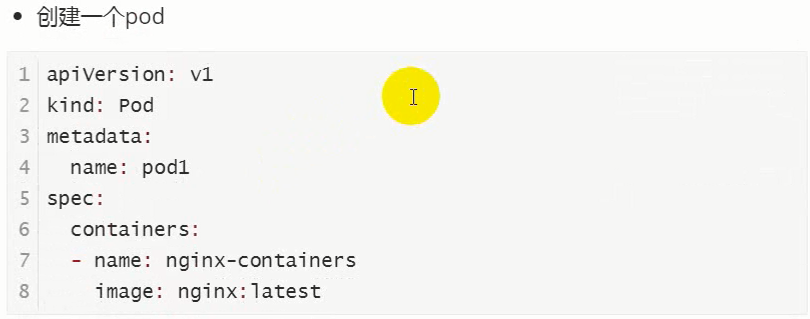 • 创建一个pod
1 apiVersion: v1
2 kind: Pod
3 metadata:
4   name: pod1
5 spec:
6   containers:
7   - name: nginx-containers
8     image: nginx:latest